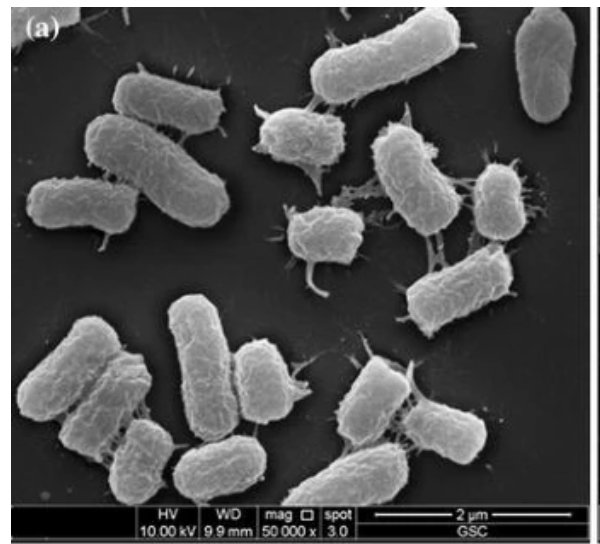 (a)
HV WD mag □ spot 2 µm
10.00 kV 9.9 mm 50 000 x 3.0 GSC